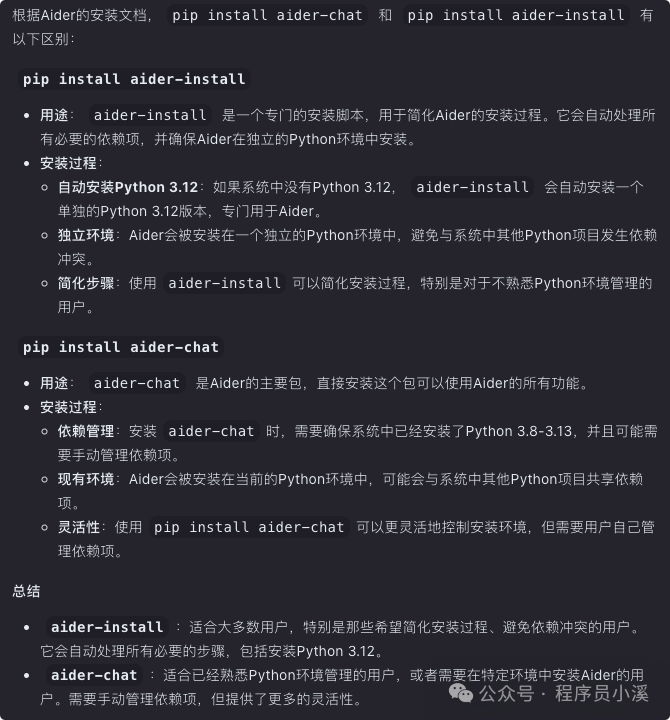 根据Aider的安装文档， pip install aider-chat 和 pip install aider-install 有
以下区别：
pip install aider-install
• 用途： aider-install 是一个专门的安装脚本，用于简化Aider的安装过程。它会自动处理所
有必要的依赖项，并确保Aider在独立的Python环境中安装。
• 安装过程：
◦ 自动安装Python 3.12：如果系统中没有Python 3.12， aider-install 会自动安装一个
单独的Python 3.12版本，专门用于Aider。
◦ 独立环境：Aider会被安装在一个独立的Python环境中，避免与系统中其他Python项目发生依赖
冲突。
◦ 简化步骤：使用 aider-install 可以简化安装过程，特别是对于不熟悉Python环境管理的
用户。
pip install aider-chat
• 用途： aider-chat 是Aider的主要包，直接安装这个包可以使用Aider的所有功能。
• 安装过程：
◦ 依赖管理：安装 aider-chat 时，需要确保系统中已经安装了Python 3.8-3.13，并且可能需
要手动管理依赖项。
◦ 现有环境：Aider会被安装在当前的Python环境中，可能会与系统中其他Python项目共享依赖
项。
◦ 灵活性：使用 pip install aider-chat 可以更灵活地控制安装环境，但需要用户自己管
理依赖项。
总结
• aider-install ：适合大多数用户，特别是那些希望简化安装过程、避免依赖冲突的用户。
它会自动处理所有必要的步骤，包括安装Python 3.12。
• aider-chat ：适合已经熟悉Python环境管理的用户，或者需要在特定环境中安装Aider的用
户。需要手动管理依赖项，但提供了更多的灵活性。
公众号 · 程序员小溪